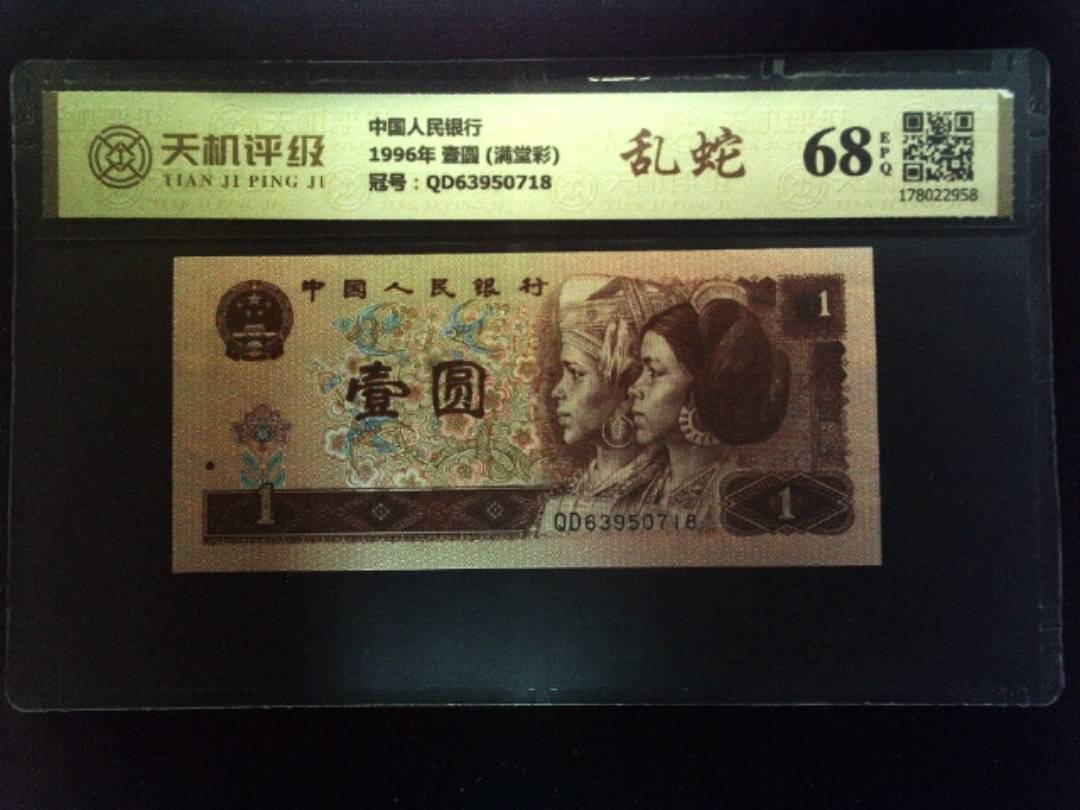 天机评级
TIAN JI PING JI
中国人民银行
1996年 壹圆 (满堂彩)
冠号：QD63950718
乱蛇
68
EPQ
178022958
中国人民银行
1
壹圆
1
QD63950718
1